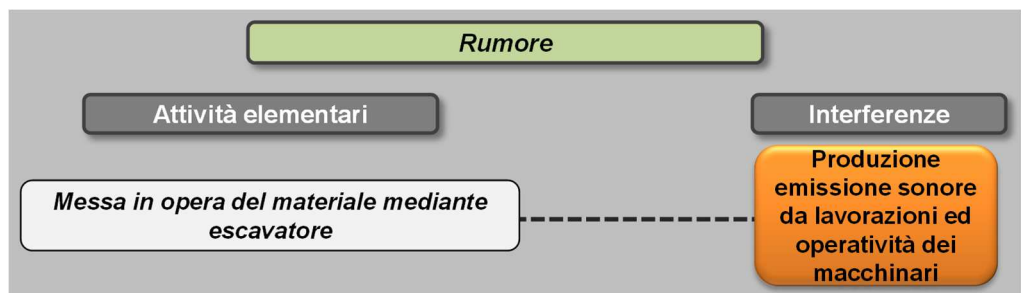 Rumore
Attività elementari
Interferenze
Messa in opera del materiale mediante
escavatore
Produzione
emissione sonore
da lavorazioni ed
operatività dei
macchinari